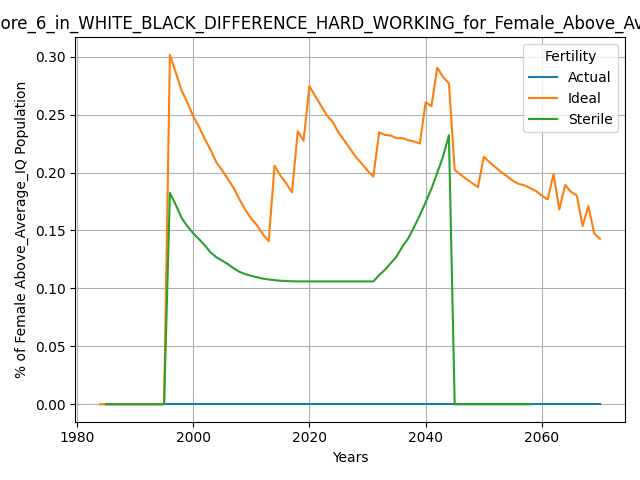 ore_6_in_WHITE_BLACK_DIFFERENCE_HARD_WORKING_for_Female_Above_Av
Fertility
Actual
Ideal
Sterile
% of Female Above_Average_IQ Population
0.30
0.25
0.20
0.15
0.10
0.05
0.00
1980
2000
2020
2040
2060
Years